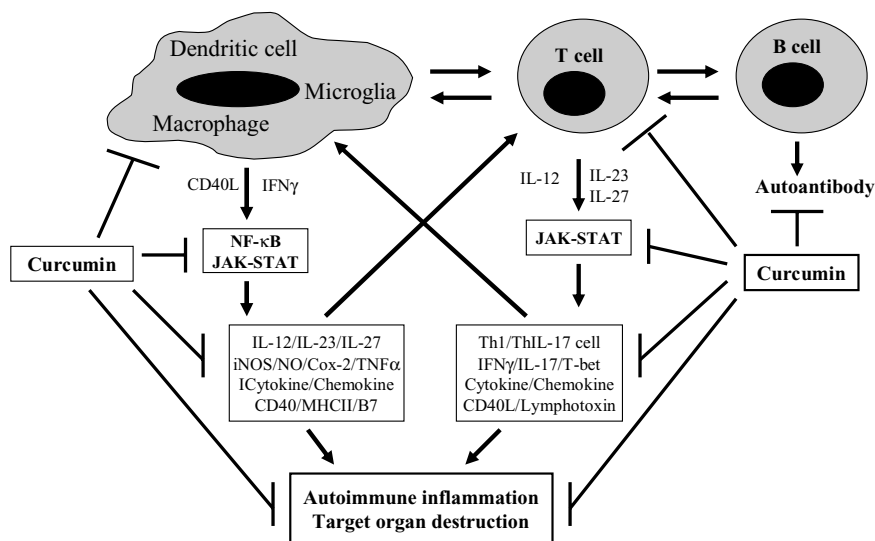 Dendritic cell
Microglia
Macrophage
T cell
B cell
CD40L
IFNγ
IL-12
IL-23
IL-27
Autoantibody
Curcumin
NF-κB
JAK-STAT
JAK-STAT
Curcumin
IL-12/IL-23/IL-27
iNOS/NO/Cox-2/TNFα
ICytokine/Chemokine
CD40/MHCII/B7
Th1/ThIL-17 cell
IFNγ/IL-17/T-bet
Cytokine/Chemokine
CD40L/Lymphotoxin
Autoimmune inflammation
Target organ destruction